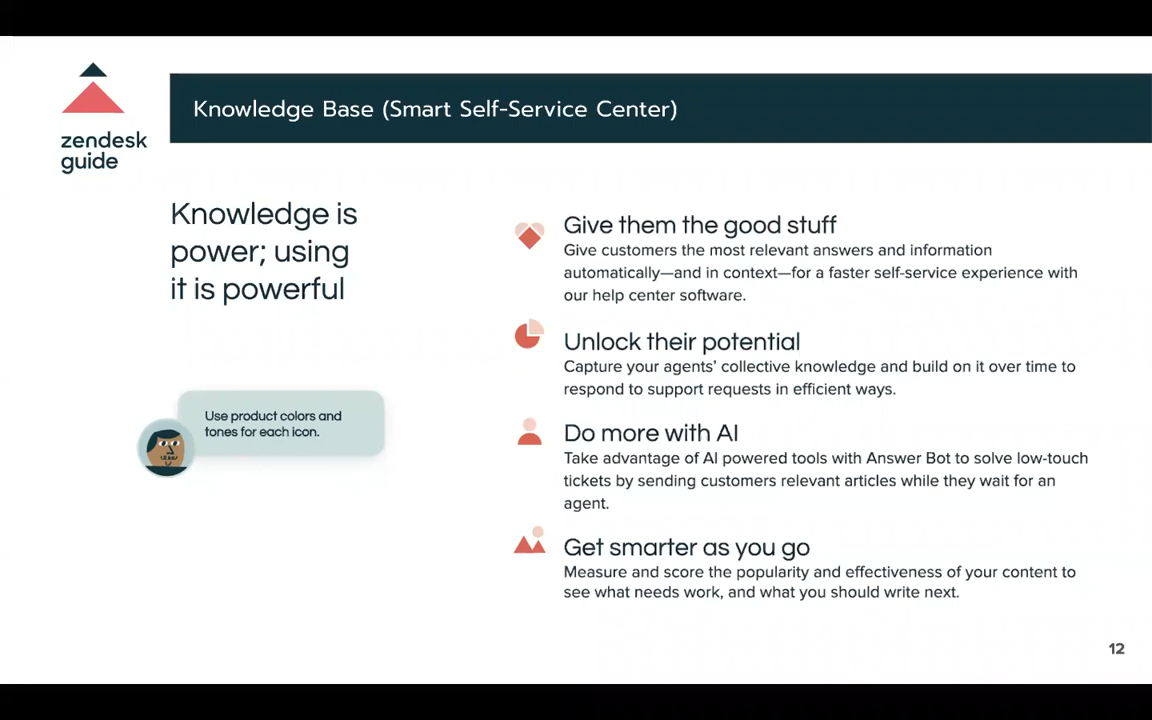 zendesk
guide
Knowledge Base (Smart Self-Service Center)
Knowledge is
power; using
it is powerful
Use product colors and
tones for each icon.
Give them the good stuff
Give customers the most relevant answers and information
automatically—and in context—for a faster self-service experience with
our help center software.
Unlock their potential
Capture your agents’ collective knowledge and build on it over time to
respond to support requests in efficient ways.
Do more with AI
Take advantage of AI powered tools with Answer Bot to solve low-touch
tickets by sending customers relevant articles while they wait for an
agent.
Get smarter as you go
Measure and score the popularity and effectiveness of your content to
see what needs work, and what you should write next.
12